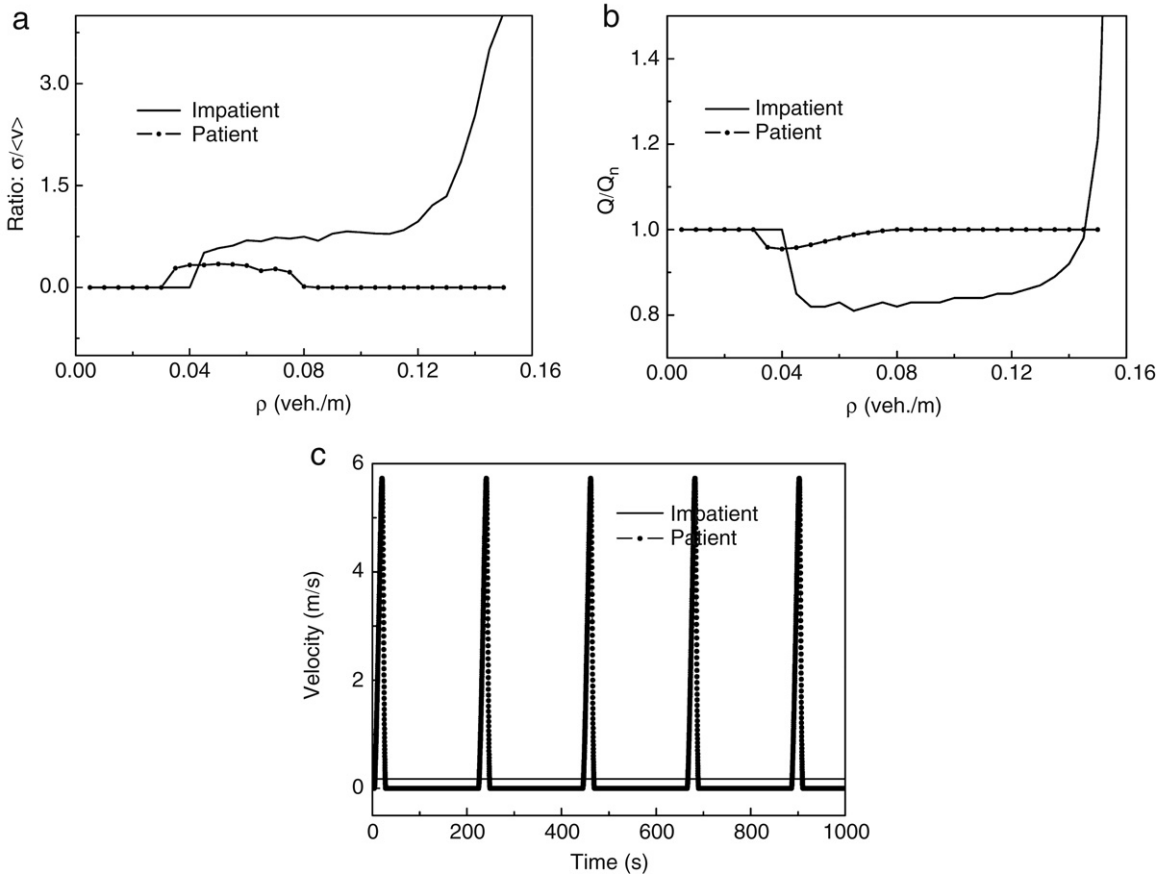 a
Ratio: σ/<v>
3.0
1.5
0.0
Impatient
Patient
0.00 0.04 0.08 0.12 0.16
ρ (veh./m)
b
Q/Qn
1.4
1.2
1.0
0.8
Impatient
Patient
0.00 0.04 0.08 0.12 0.16
ρ (veh./m)
c
Velocity (m/s)
6
4
2
0
Impatient
Patient
0 200 400 600 800 1000
Time (s)